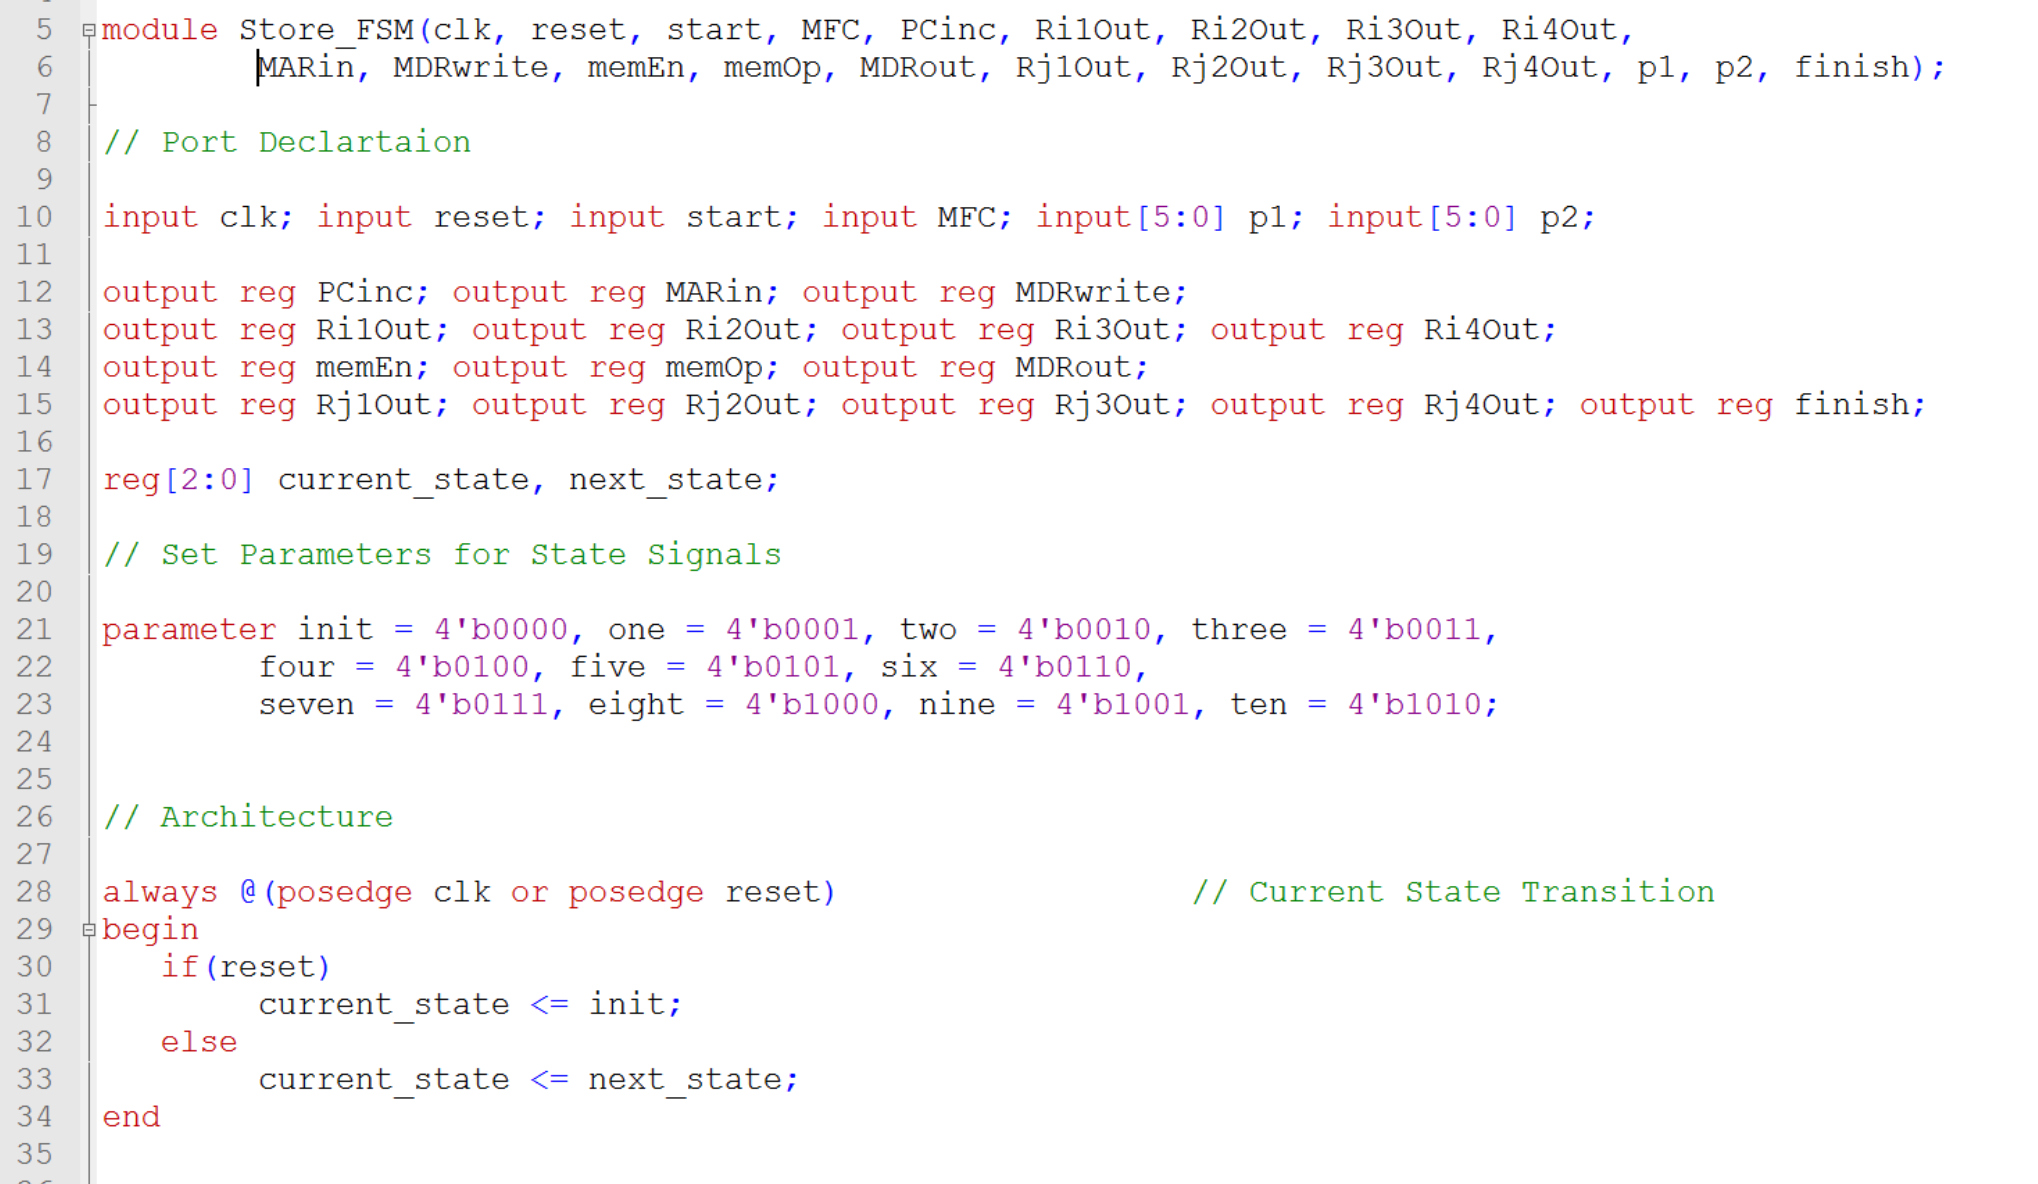 5 module Store_FSM(clk, reset, start, MFC, PCinc, Ri1Out, Ri2Out, Ri3Out, Ri4Out,
6 MARin, MDRwrite, memEn, memOp, MDRout, Rj1Out, Rj2Out, Rj3Out, Rj4Out, p1, p2, finish);
7
8 // Port Declartaion
9
10 input clk; input reset; input start; input MFC; input[5:0] p1; input[5:0] p2;
11
12 output reg PCinc; output reg MARin; output reg MDRwrite;
13 output reg Ri1Out; output reg Ri2Out; output reg Ri3Out; output reg Ri4Out;
14 output reg memEn; output reg memOp; output reg MDRout;
15 output reg Rj1Out; output reg Rj2Out; output reg Rj3Out; output reg Rj4Out; output reg finish;
16
17 reg[2:0] current_state, next_state;
18
19 // Set Parameters for State Signals
20
21 parameter init = 4'b0000, one = 4'b0001, two = 4'b0010, three = 4'b0011,
22 four = 4'b0100, five = 4'b0101, six = 4'b0110,
23 seven = 4'b0111, eight = 4'b1000, nine = 4'b1001, ten = 4'b1010;
24
25
26 // Architecture
27
28 always @(posedge clk or posedge reset) // Current State Transition
29 begin
30 if(reset)
31 current_state <= init;
32 else
33 current_state <= next_state;
34 end
35